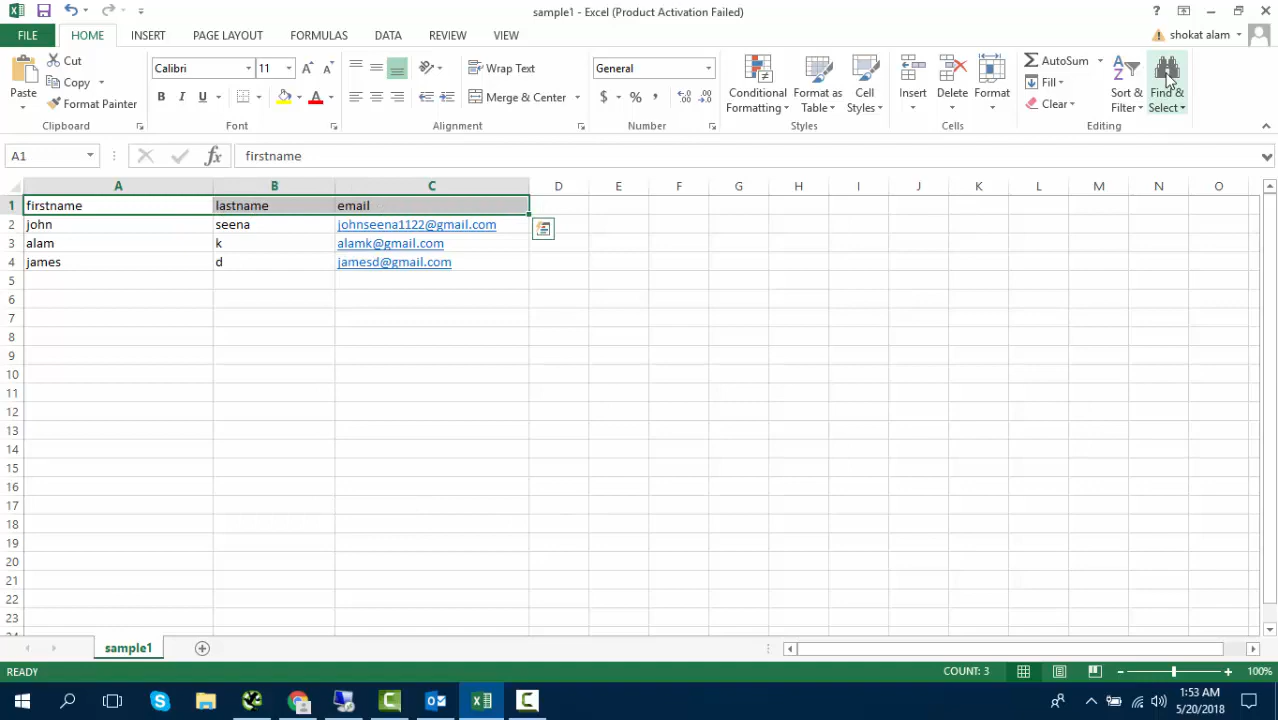 sample1 - Excel (Product Activation Failed)
FILE HOME INSERT PAGE LAYOUT FORMULAS DATA REVIEW VIEW shokat alam
Paste
Cut
Copy
Format Painter
Clipboard
Calibri 11
B I U
Font
Wrap Text
Merge & Center
Alignment
General
$ % ,
Number
Conditional
Formatting
Format as
Table
Cell
Styles
Styles
Insert
Delete
Format
Cells
AutoSum
Fill
Clear
Sort &
Filter
Find &
Select
Editing
A1 fx firstname
A B C D E F G H I J K L M N O
1 firstname lastname email
2 john seena johnseena1122@gmail.com
3 alam k alamk@gmail.com
4 james d jamesd@gmail.com
5
6
7
8
9
10
11
12
13
14
15
16
17
18
19
20
21
22
23
sample1
READY COUNT: 3 100%
1:53 AM
5/20/2018